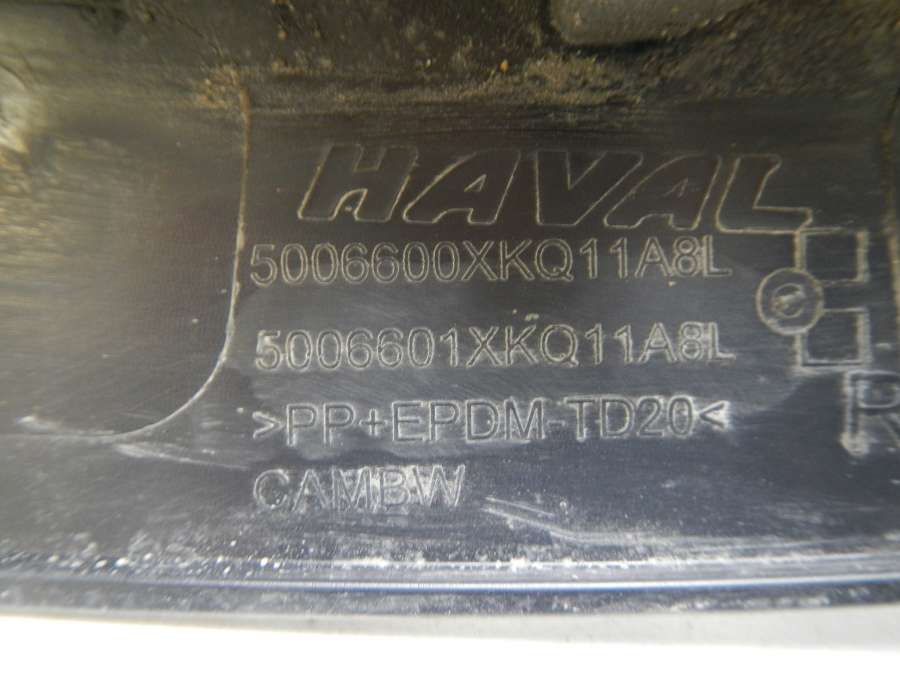 HAVAL
5006600XKQ11A8L
5006601XKQ11A8L
>PP+EPDM-TD20<
CAMBW
R